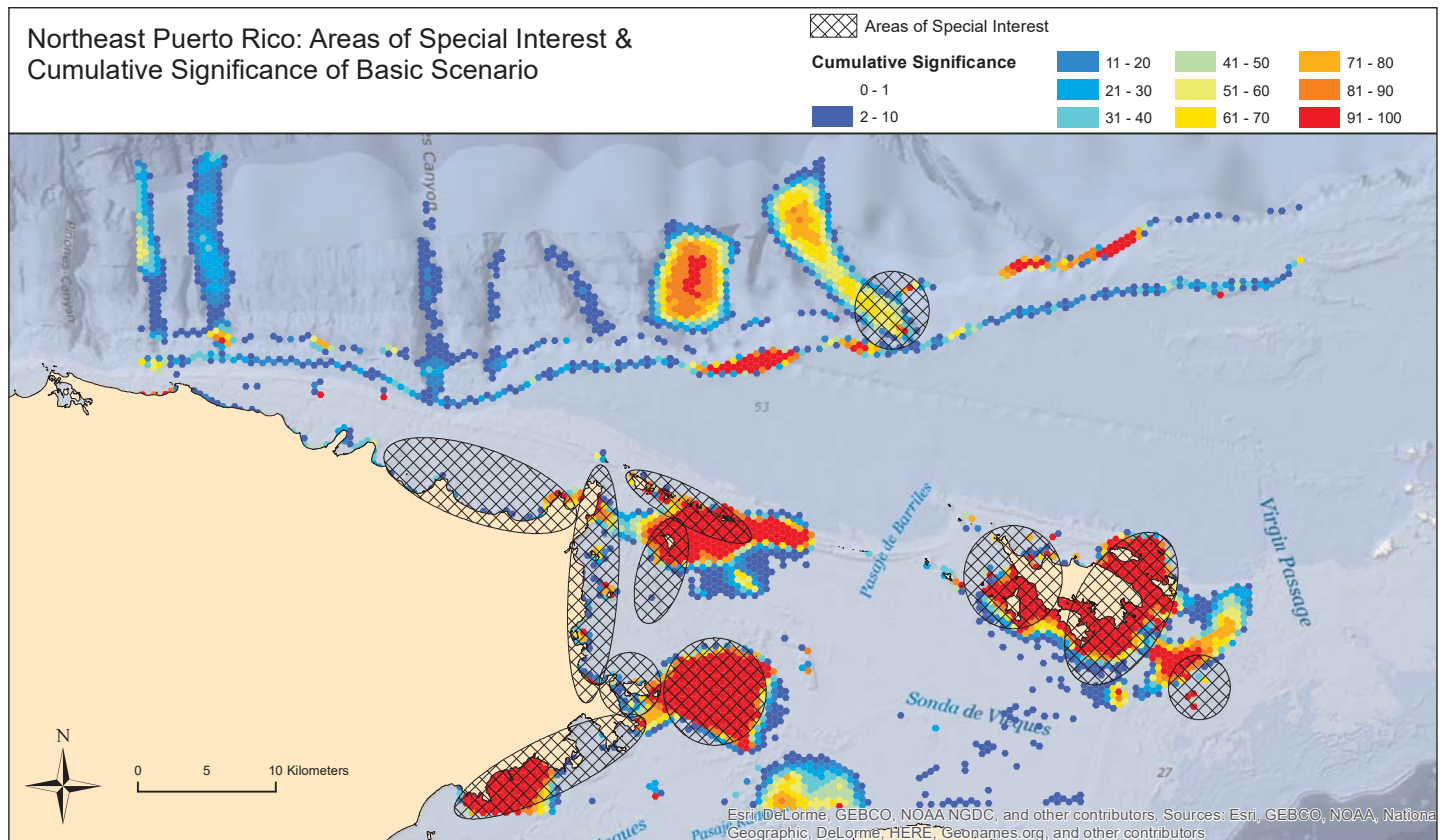 Northeast Puerto Rico: Areas of Special Interest &
Cumulative Significance of Basic Scenario
Areas of Special Interest
Cumulative Significance
0 - 1
2 - 10
11 - 20
21 - 30
31 - 40
41 - 50
51 - 60
61 - 70
71 - 80
81 - 90
91 - 100
Canyon
Canyon
53
Pasaje de Barriles
Virgin Passage
Sonda de Vieques
27
N
0 5 10 Kilometers
Pasaje
Esri, DeLorme, GEBCO, NOAA NGDC, and other contributors, Sources: Esri, GEBCO, NOAA, National
Geographic, DeLorme, HERE, Geonames.org, and other contributors